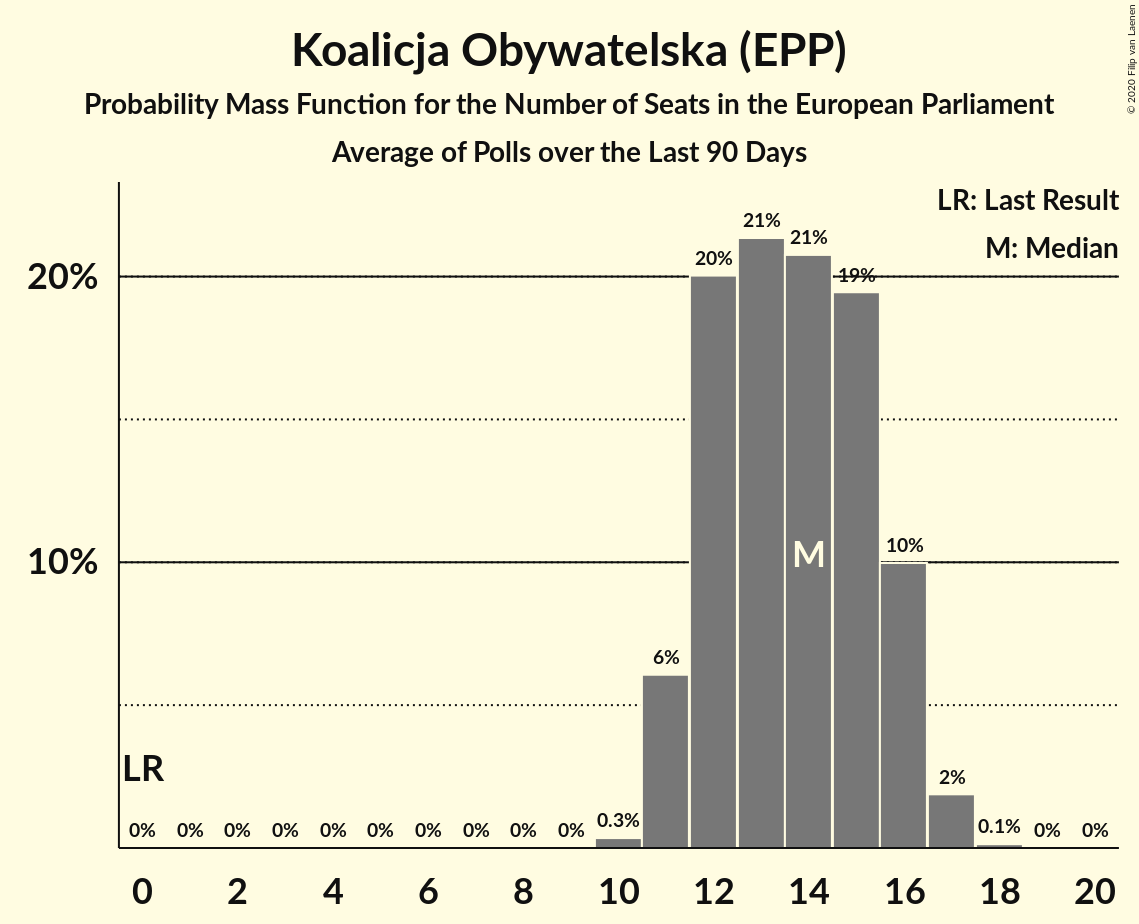 Koalicja Obywatelska (EPP)
Probability Mass Function for the Number of Seats in the European Parliament
Average of Polls over the Last 90 Days
© 2020 Filip van Laenen
LR: Last Result
M: Median
20%
10%
0% 0% 0% 0% 0% 0% 0% 0% 0% 0% 0.3% 6% 20% 21% 21% 19% 10% 2% 0.1% 0% 0%
LR
M
0 2 4 6 8 10 12 14 16 18 20